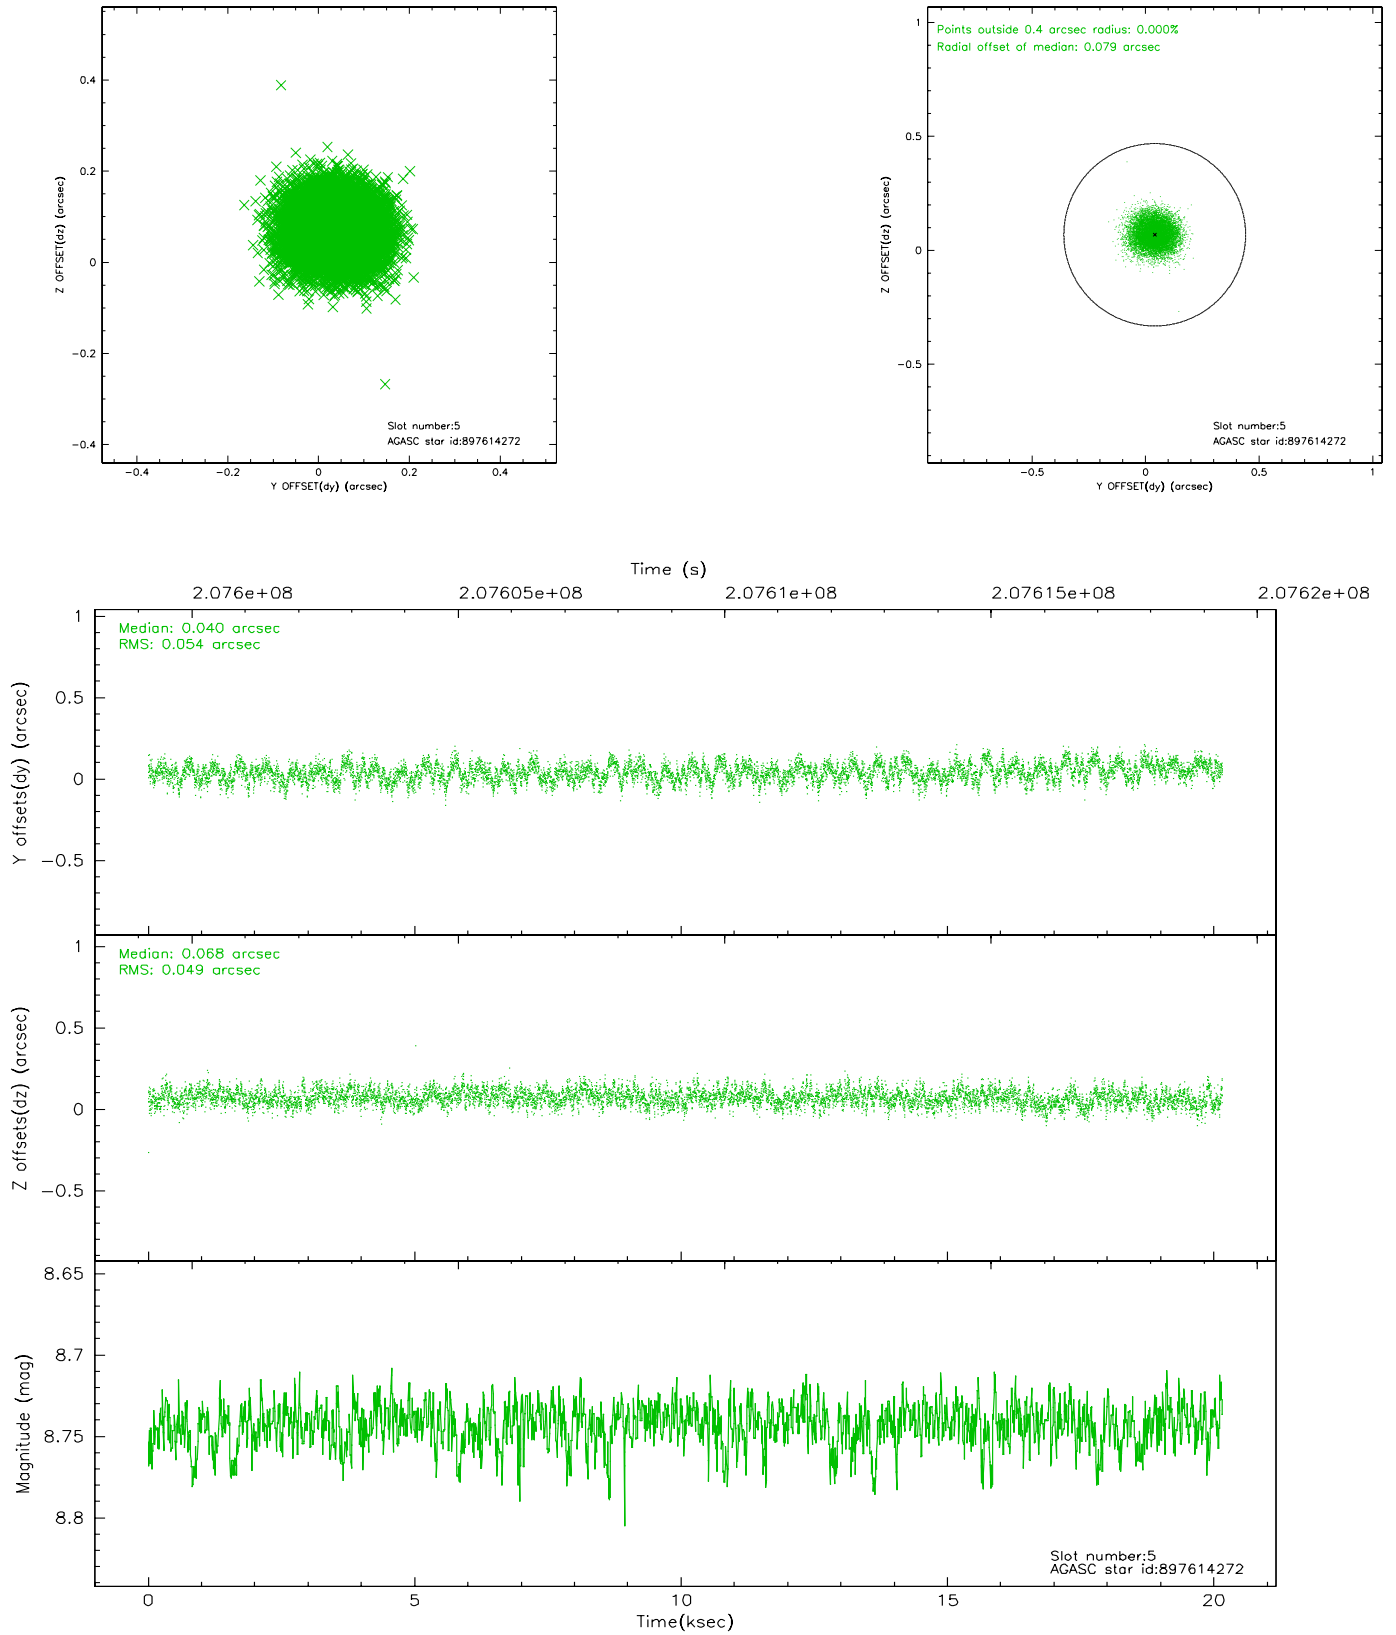 0.4
0.2
0
−0.2
−0.4
Z OFFSET(dz) (arcsec)
Slot number:5
AGASC star id:897614272
−0.4 −0.2 0 0.2 0.4
Y OFFSET(dy) (arcsec)
Points outside 0.4 arcsec radius: 0.000%
Radial offset of median: 0.079 arcsec
1
0.5
0
−0.5
Z OFFSET(dz) (arcsec)
Slot number:5
AGASC star id:897614272
−0.5 0 0.5 1
Y OFFSET(dy) (arcsec)
Time (s)
2.076e+08 2.07605e+08 2.0761e+08 2.07615e+08 2.0762e+08
Median: 0.040 arcsec
RMS: 0.054 arcsec
1
0.5
0
−0.5
Y offsets(dy) (arcsec)
Median: 0.068 arcsec
RMS: 0.049 arcsec
1
0.5
0
−0.5
Z offsets(dz) (arcsec)
8.65
8.7
8.75
8.8
Magnitude (mag)
Slot number:5
AGASC star id:897614272
0 5 10 15 20
Time(ksec)